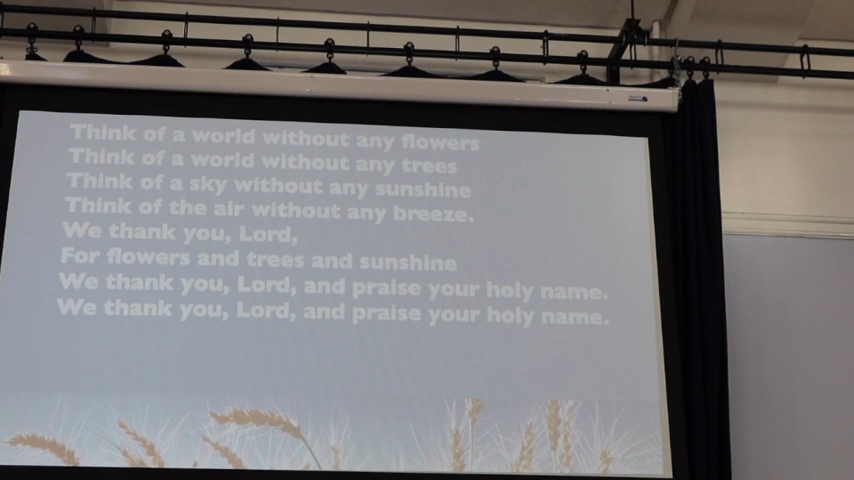 Think of a world without any flowers
Think of a world without any trees
Think of a sky without any sunshine
Think of the air without any breeze.
We thank you, Lord,
For flowers and trees and sunshine
We thank you, Lord, and praise your holy name.
We thank you, Lord, and praise your holy name.